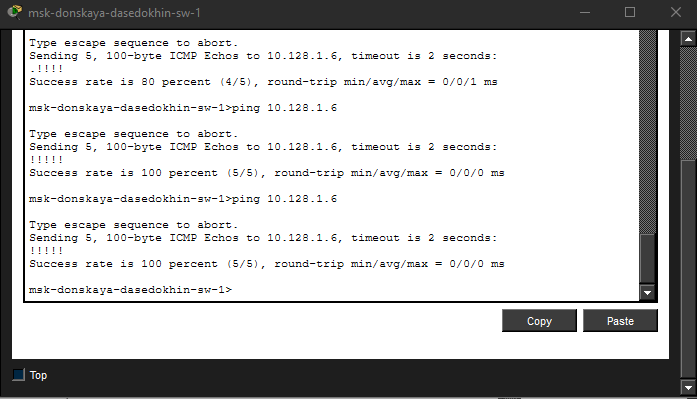 msk-donskaya-dasedokhin-sw-1
Type escape sequence to abort.
Sending 5, 100-byte ICMP Echos to 10.128.1.6, timeout is 2 seconds:
.!!!!
Success rate is 80 percent (4/5), round-trip min/avg/max = 0/0/1 ms
msk-donskaya-dasedokhin-sw-1>ping 10.128.1.6
Type escape sequence to abort.
Sending 5, 100-byte ICMP Echos to 10.128.1.6, timeout is 2 seconds:
!!!!!
Success rate is 100 percent (5/5), round-trip min/avg/max = 0/0/0 ms
msk-donskaya-dasedokhin-sw-1>ping 10.128.1.6
Type escape sequence to abort.
Sending 5, 100-byte ICMP Echos to 10.128.1.6, timeout is 2 seconds:
!!!!!
Success rate is 100 percent (5/5), round-trip min/avg/max = 0/0/0 ms
msk-donskaya-dasedokhin-sw-1>
Copy Paste
Top